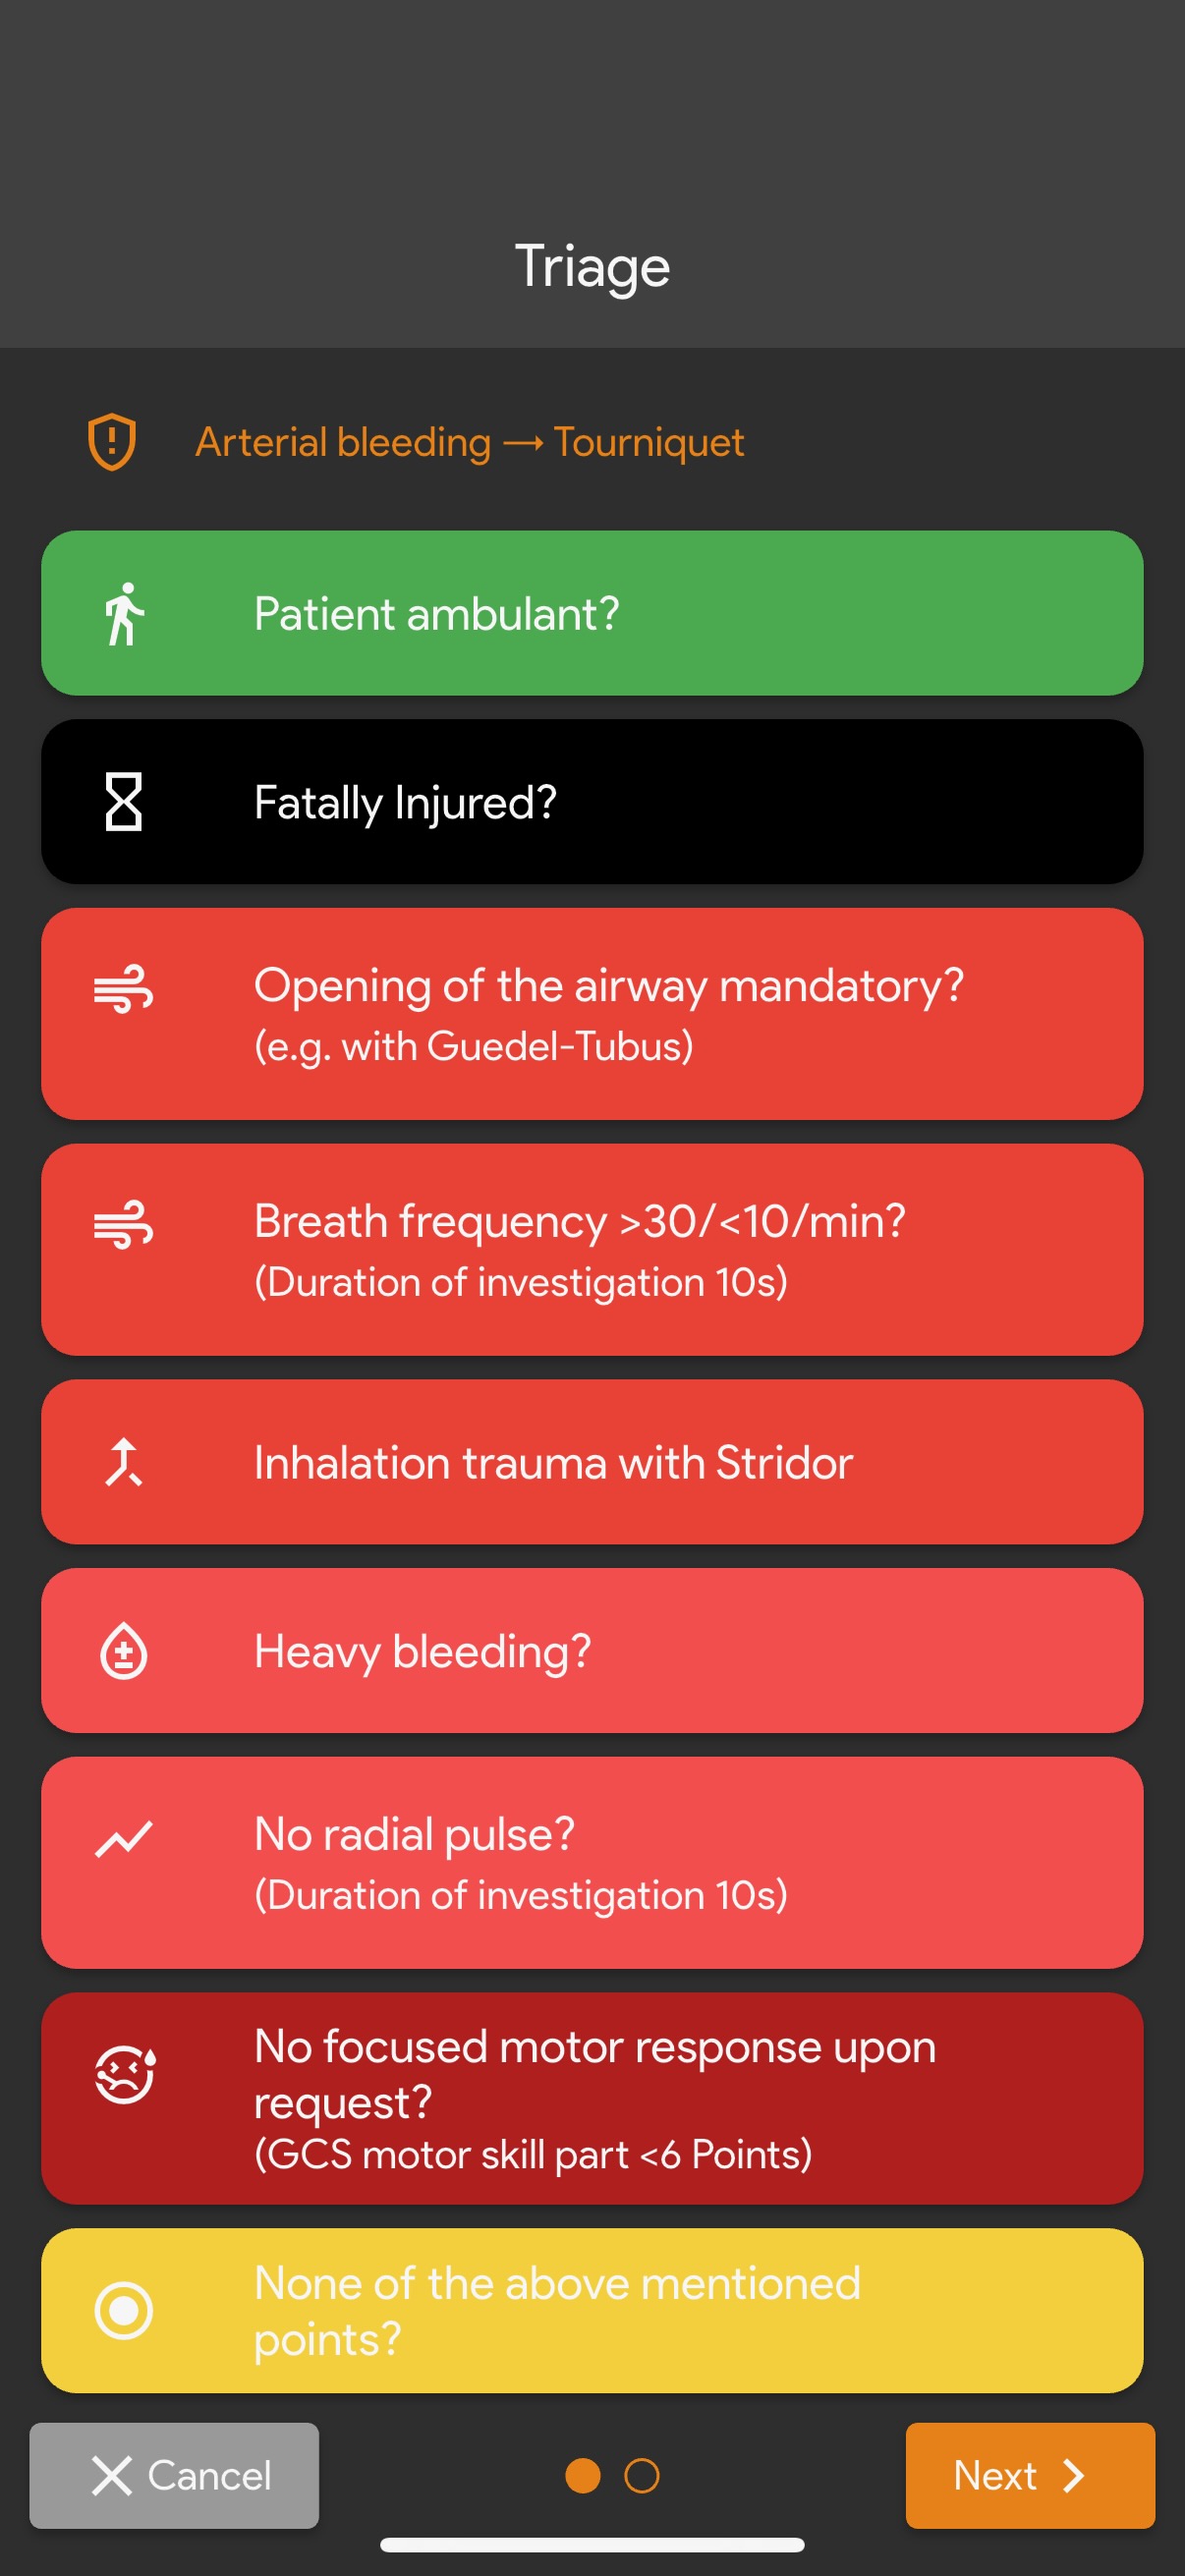 Triage
Arterial bleeding → Tourniquet
Patient ambulant?
Fatally Injured?
Opening of the airway mandatory?
(e.g. with Guedel-Tubus)
Breath frequency >30/<10/min?
(Duration of investigation 10s)
Inhalation trauma with Stridor
Heavy bleeding?
No radial pulse?
(Duration of investigation 10s)
No focused motor response upon
request?
(GCS motor skill part <6 Points)
None of the above mentioned
points?
Cancel
Next